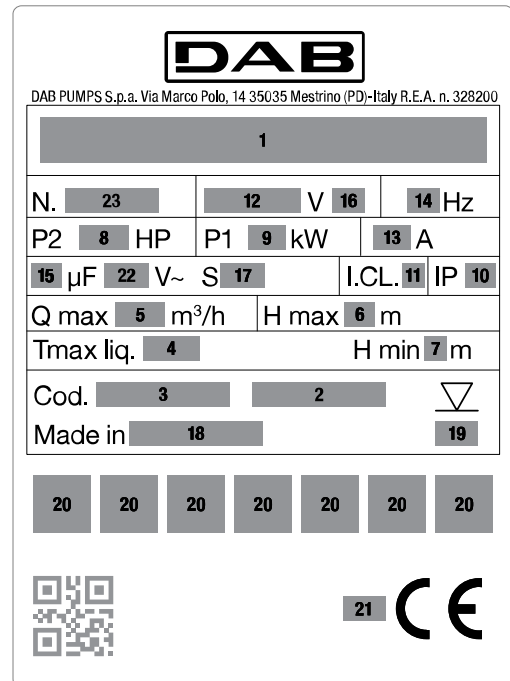 DAB
DAB PUMPS S.p.a. Via Marco Polo, 14 35035 Mestrino (PD)-Italy R.E.A. n. 328200
1
N. 23 12 V 16 14 Hz
P2 8 HP P1 9 kW 13 A
15 µF 22 V~ S 17 I.CL. 11 IP 10
Q max 5 m³/h H max 6 m
Tmax liq. 4 H min 7 m
Cod. 3 2
Made in 18 19
20 20 20 20 20 20 20
21 CE